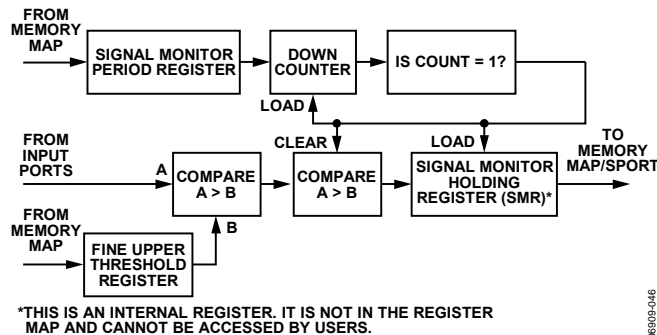 FROM
MEMORY
MAP
SIGNAL MONITOR
PERIOD REGISTER
DOWN
COUNTER
IS COUNT = 1?
LOAD
FROM
INPUT
PORTS
A
COMPARE
A > B
CLEAR
COMPARE
A > B
LOAD
SIGNAL MONITOR
HOLDING
REGISTER (SMR)*
TO
MEMORY
MAP/SPORT
FROM
MEMORY
MAP
B
FINE UPPER
THRESHOLD
REGISTER
*THIS IS AN INTERNAL REGISTER. IT IS NOT IN THE REGISTER
MAP AND CANNOT BE ACCESSED BY USERS.